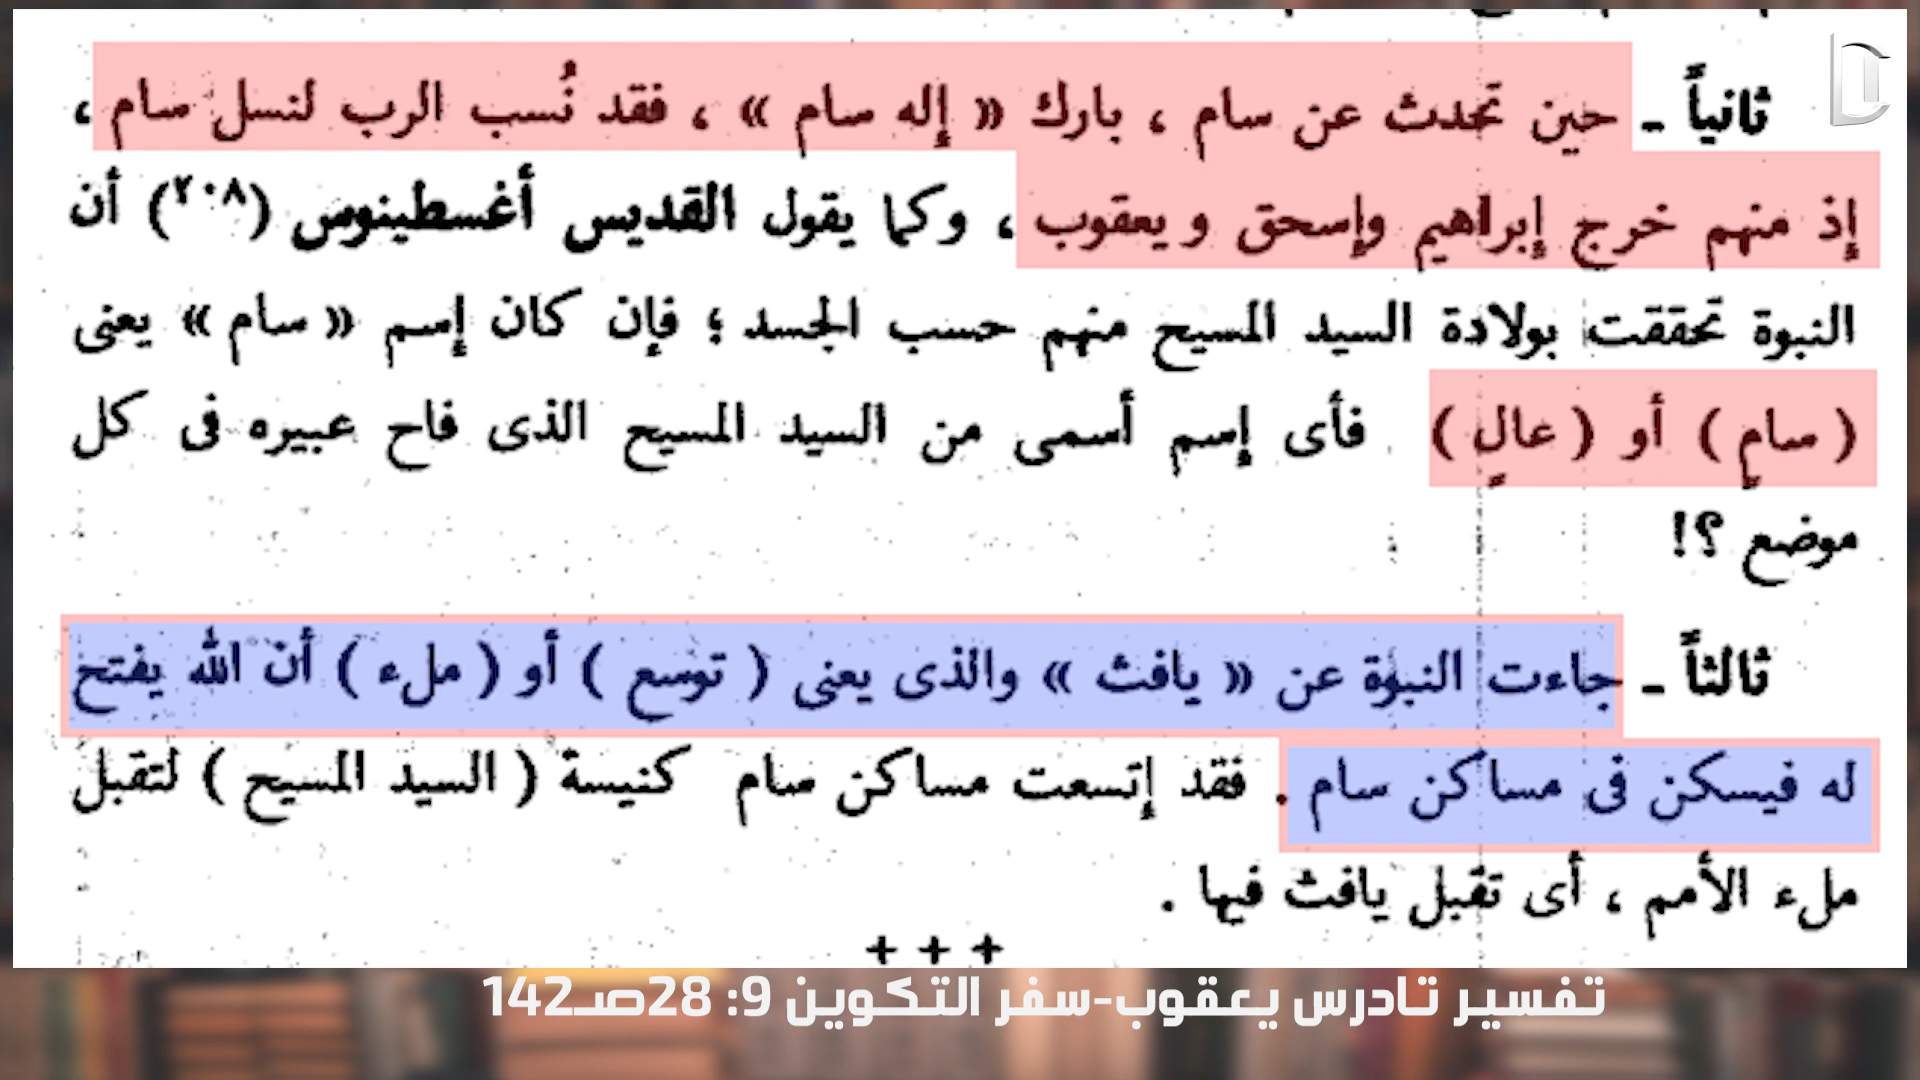 ثانياً ـ حين تحدث عن سام ، بارك « إله سام » ، فقد نُسب الرب لنسل سام ،
إذ منهم خرج إبراهيم وإسحق ويعقوب ، وكما يقول القديس أغسطينوس (٢٠٨) أن
النبوة تحققت بولادة السيد المسيح منهم حسب الجسد ؛ فإن كان إسم « سام » يعنى
( سامٍ ) أو ( عالٍ ) فأى إسم أسمى من السيد المسيح الذى فاح عبيره فى كل
موضع ؟!
ثالثاً ـ جاءت النبوة عن « يافث » والذى يعنى ( توسع ) أو ( ملء ) أن الله يفتح
له فيسكن فى مساكن سام . فقد إتسعت مساكن سام كنيسة ( السيد المسيح ) لتقبل
ملء الأمم ، أى تقبل يافث فيها .
+ + +
تفسير تادرس يعقوب-سفر التكوين 9: 28صـ142